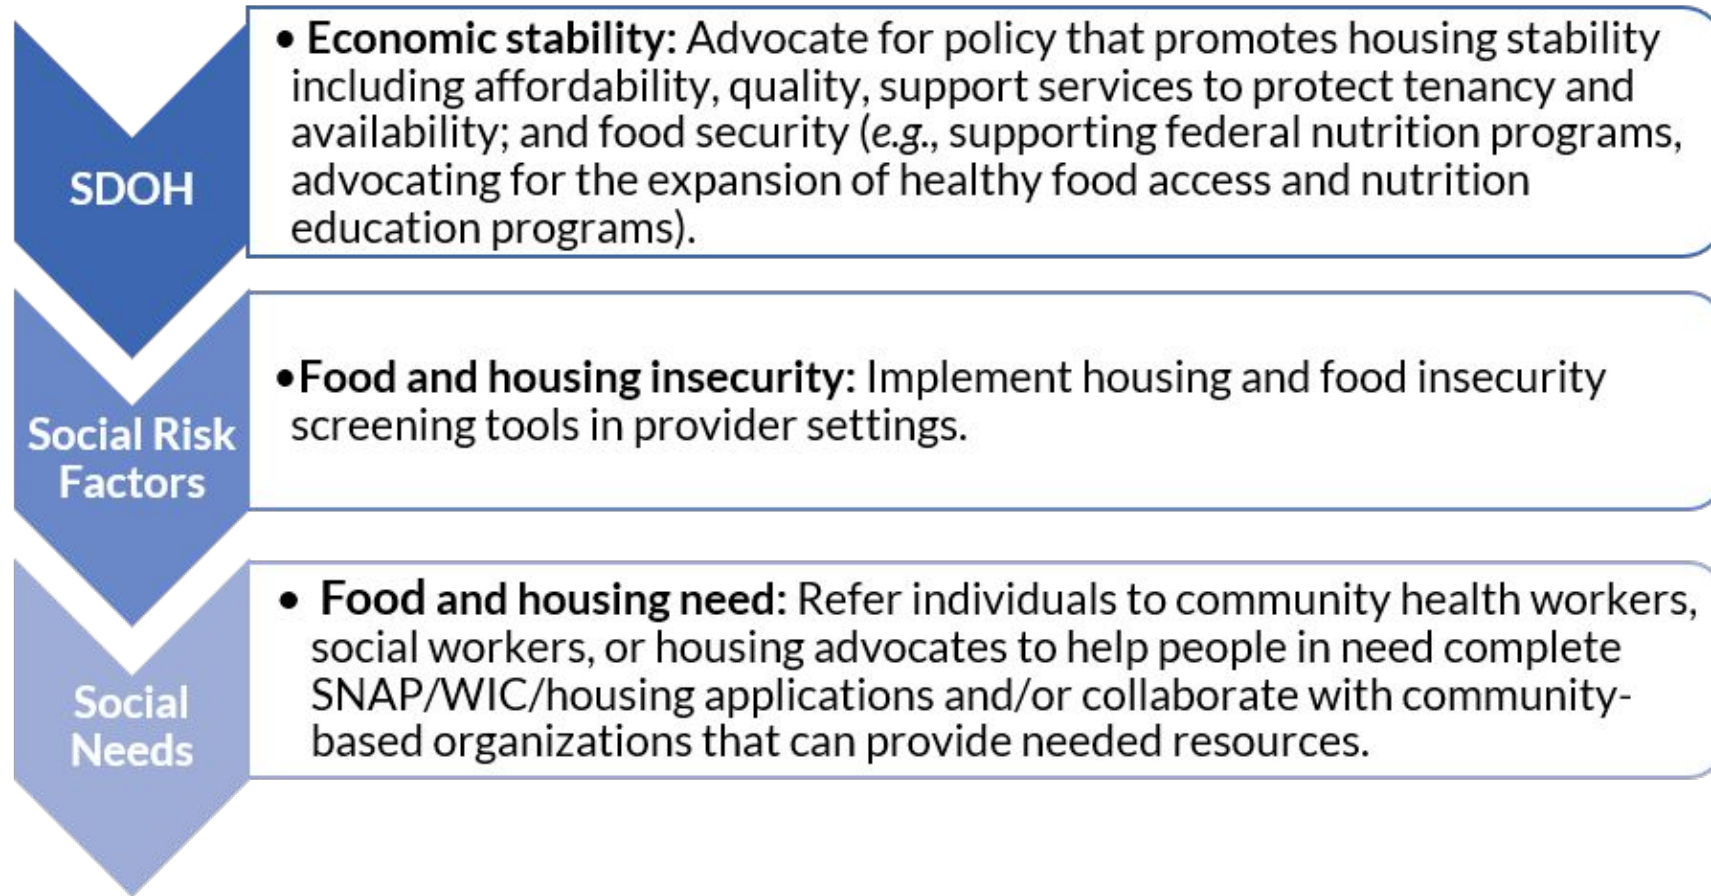 SDOH
• Economic stability: Advocate for policy that promotes housing stability
including affordability, quality, support services to protect tenancy and
availability; and food security (e.g., supporting federal nutrition programs,
advocating for the expansion of healthy food access and nutrition
education programs).
Social Risk
Factors
•Food and housing insecurity: Implement housing and food insecurity
screening tools in provider settings.
Social
Needs
• Food and housing need: Refer individuals to community health workers,
social workers, or housing advocates to help people in need complete
SNAP/WIC/housing applications and/or collaborate with community-
based organizations that can provide needed resources.